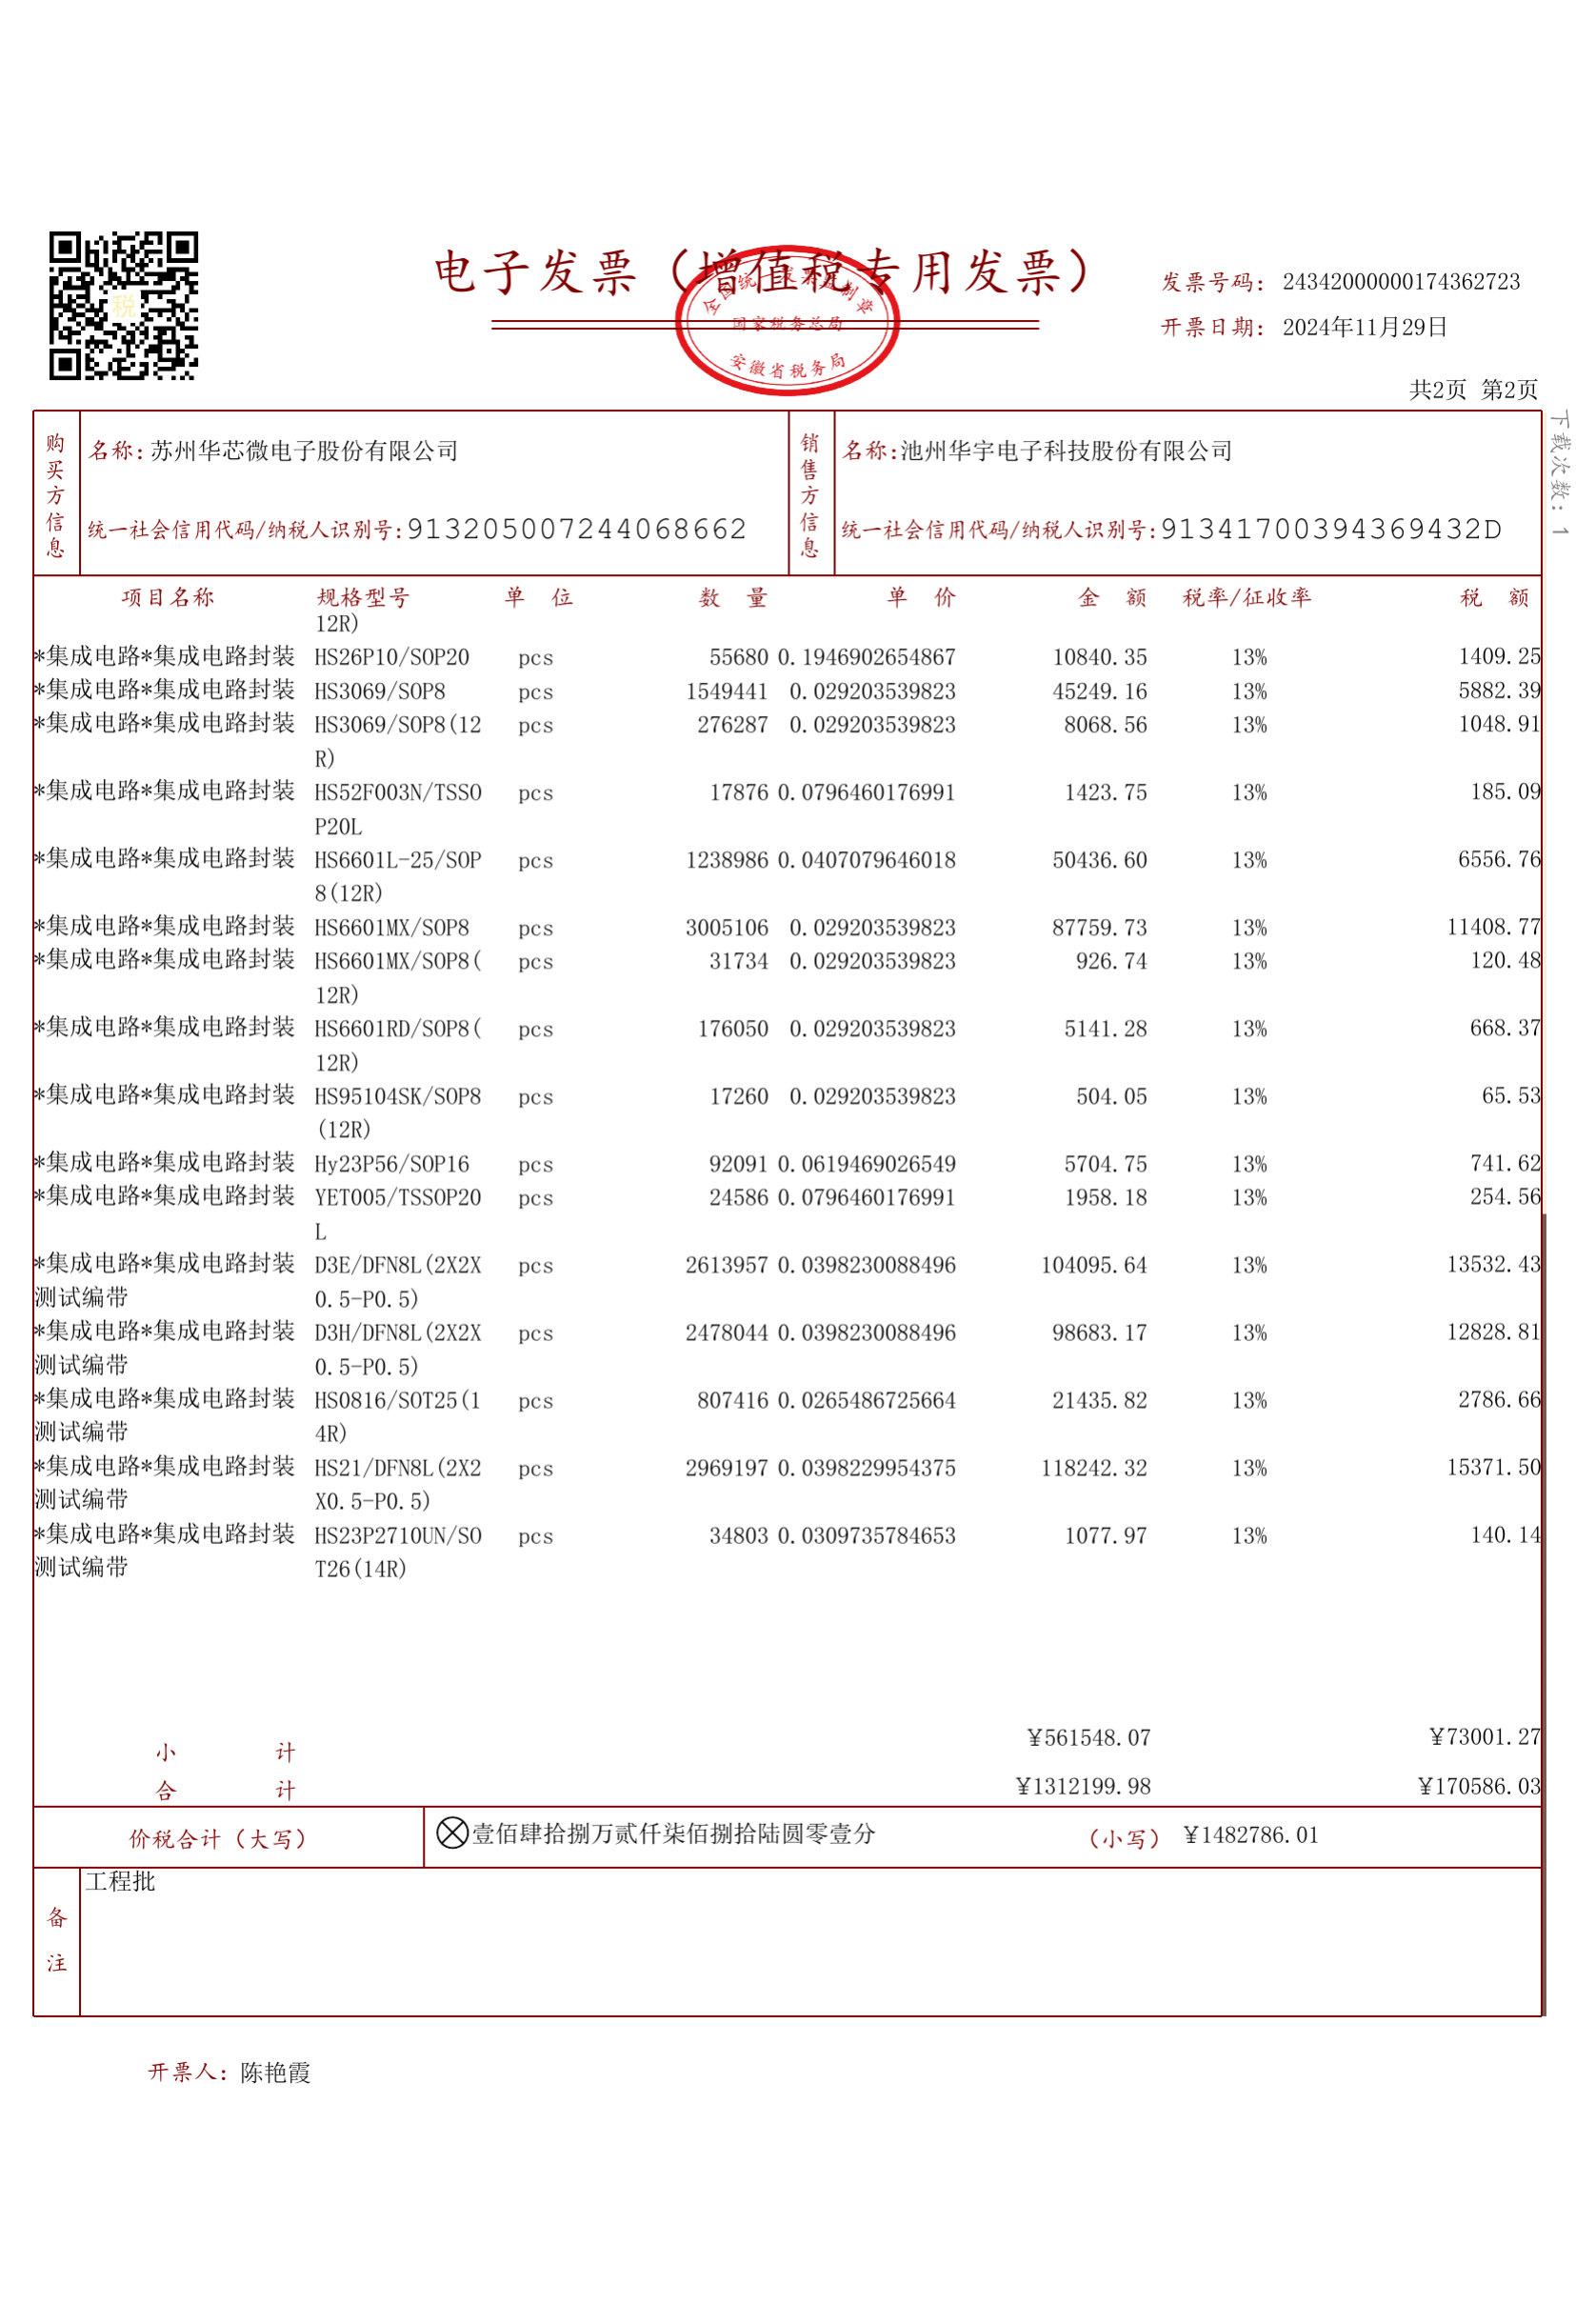 电子发票（增值税专用发票）
全国统一发票监制章
国家税务总局
安徽省税务局
税
发票号码： 24342000000174362723
开票日期： 2024年11月29日
共2页 第2页
下载次数：1
购买方信息
名称: 苏州华芯微电子股份有限公司
统一社会信用代码/纳税人识别号: 913205007244068662
销售方信息
名称: 池州华宇电子科技股份有限公司
统一社会信用代码/纳税人识别号: 91341700394369432D
项目名称 规格型号 单 位 数 量 单 价 金 额 税率/征收率 税 额
12R)
*集成电路*集成电路封装 HS26P10/SOP20 pcs 55680 0.1946902654867 10840.35 13% 1409.25
*集成电路*集成电路封装 HS3069/SOP8 pcs 1549441 0.029203539823 45249.16 13% 5882.39
*集成电路*集成电路封装 HS3069/SOP8(12 pcs 276287 0.029203539823 8068.56 13% 1048.91
R)
*集成电路*集成电路封装 HS52F003N/TSSO pcs 17876 0.0796460176991 1423.75 13% 185.09
P20L
*集成电路*集成电路封装 HS6601L-25/SOP pcs 1238986 0.0407079646018 50436.60 13% 6556.76
8(12R)
*集成电路*集成电路封装 HS6601MX/SOP8 pcs 3005106 0.029203539823 87759.73 13% 11408.77
*集成电路*集成电路封装 HS6601MX/SOP8( pcs 31734 0.029203539823 926.74 13% 120.48
12R)
*集成电路*集成电路封装 HS6601RD/SOP8( pcs 176050 0.029203539823 5141.28 13% 668.37
12R)
*集成电路*集成电路封装 HS95104SK/SOP8 pcs 17260 0.029203539823 504.05 13% 65.53
(12R)
*集成电路*集成电路封装 Hy23P56/SOP16 pcs 92091 0.0619469026549 5704.75 13% 741.62
*集成电路*集成电路封装 YET005/TSSOP20 pcs 24586 0.0796460176991 1958.18 13% 254.56
L
*集成电路*集成电路封装 D3E/DFN8L(2X2X pcs 2613957 0.0398230088496 104095.64 13% 13532.43
测试编带 0.5-P0.5)
*集成电路*集成电路封装 D3H/DFN8L(2X2X pcs 2478044 0.0398230088496 98683.17 13% 12828.81
测试编带 0.5-P0.5)
*集成电路*集成电路封装 HS0816/SOT25(1 pcs 807416 0.0265486725664 21435.82 13% 2786.66
测试编带 4R)
*集成电路*集成电路封装 HS21/DFN8L(2X2 pcs 2969197 0.0398229954375 118242.32 13% 15371.50
测试编带 X0.5-P0.5)
*集成电路*集成电路封装 HS23P2710UN/SO pcs 34803 0.0309735784653 1077.97 13% 140.14
测试编带 T26(14R)
小 计 ¥561548.07 ¥73001.27
合 计 ¥1312199.98 ¥170586.03
价税合计（大写） ⊗壹佰肆拾捌万贰仟柒佰捌拾陆圆零壹分 （小写） ¥1482786.01
备注
工程批
开票人：陈艳霞